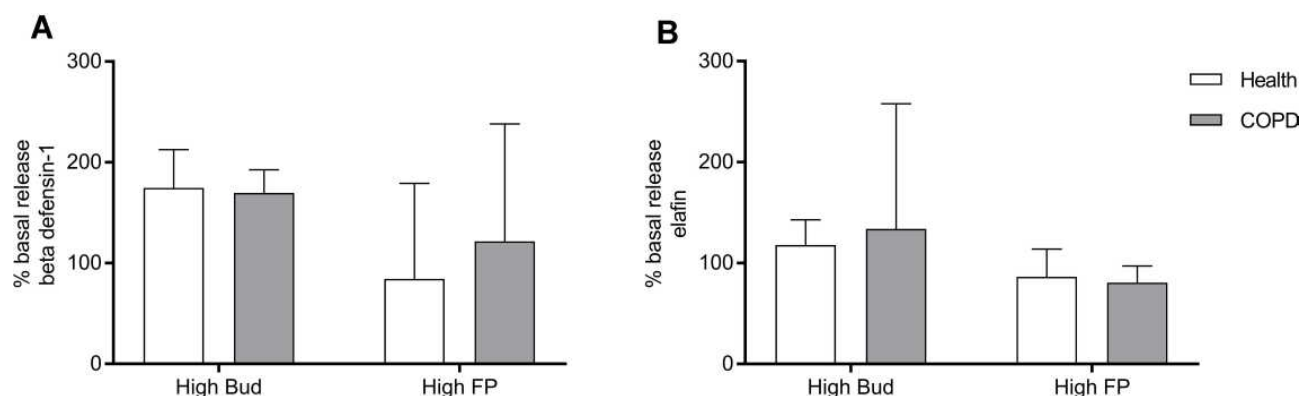 A
% basal release
beta defensin-1
300
200
100
0
High Bud
High FP
B
% basal release
elafin
300
200
100
0
High Bud
High FP
Health
COPD